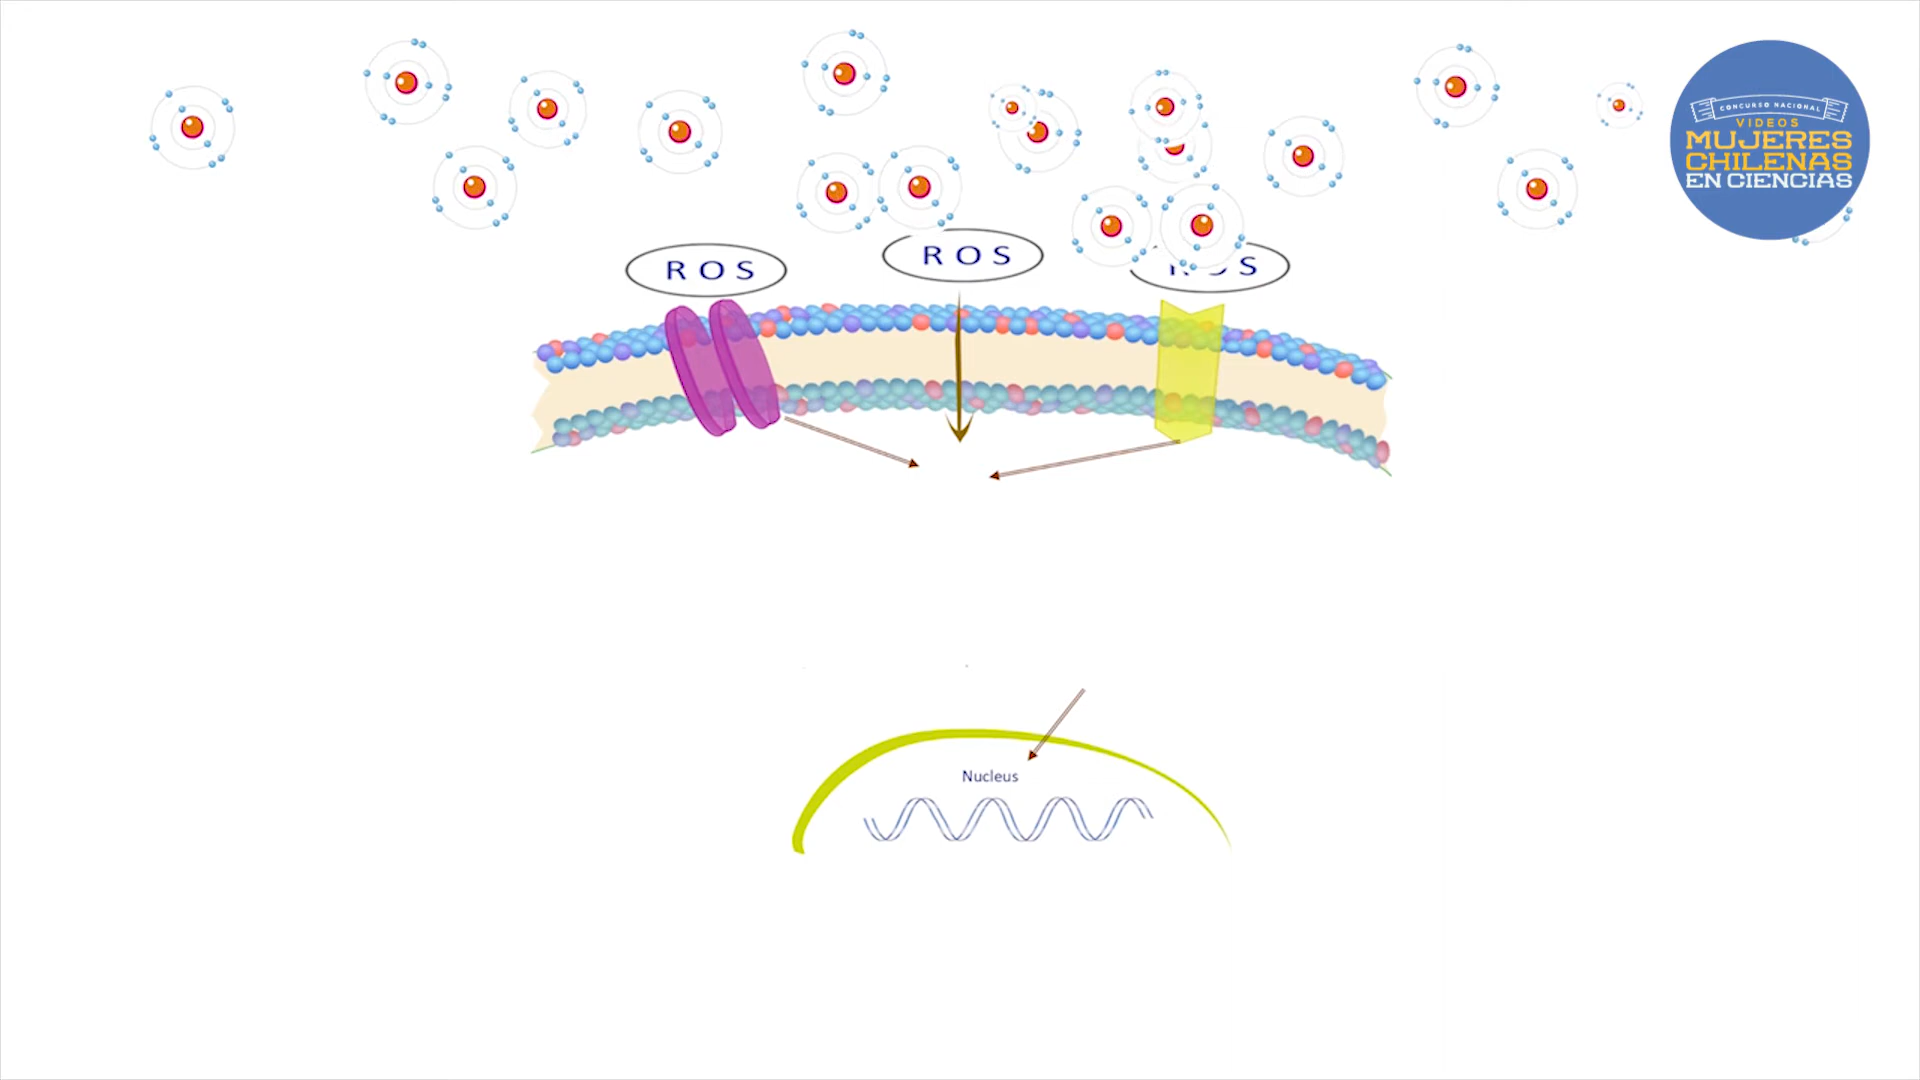 CONCURSO NACIONAL
VIDEOS
MUJERES
CHILENAS
EN CIENCIAS
ROS
ROS
Nucleus